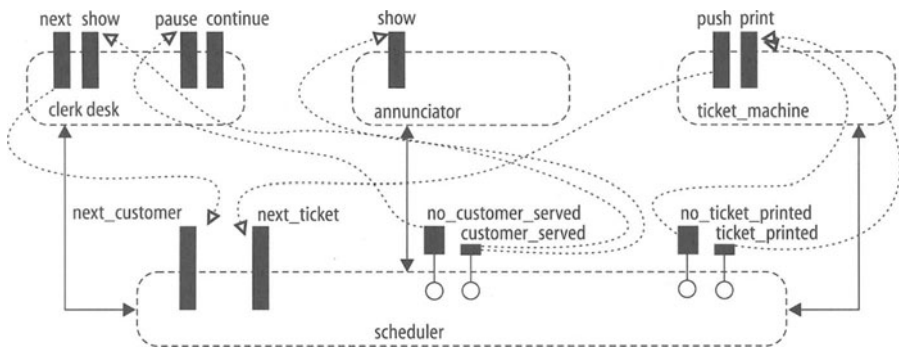 next show pause continue show push print
clerk desk annunciator ticket_machine
next_customer next_ticket no_customer_served no_ticket_printed
customer_served ticket_printed
scheduler